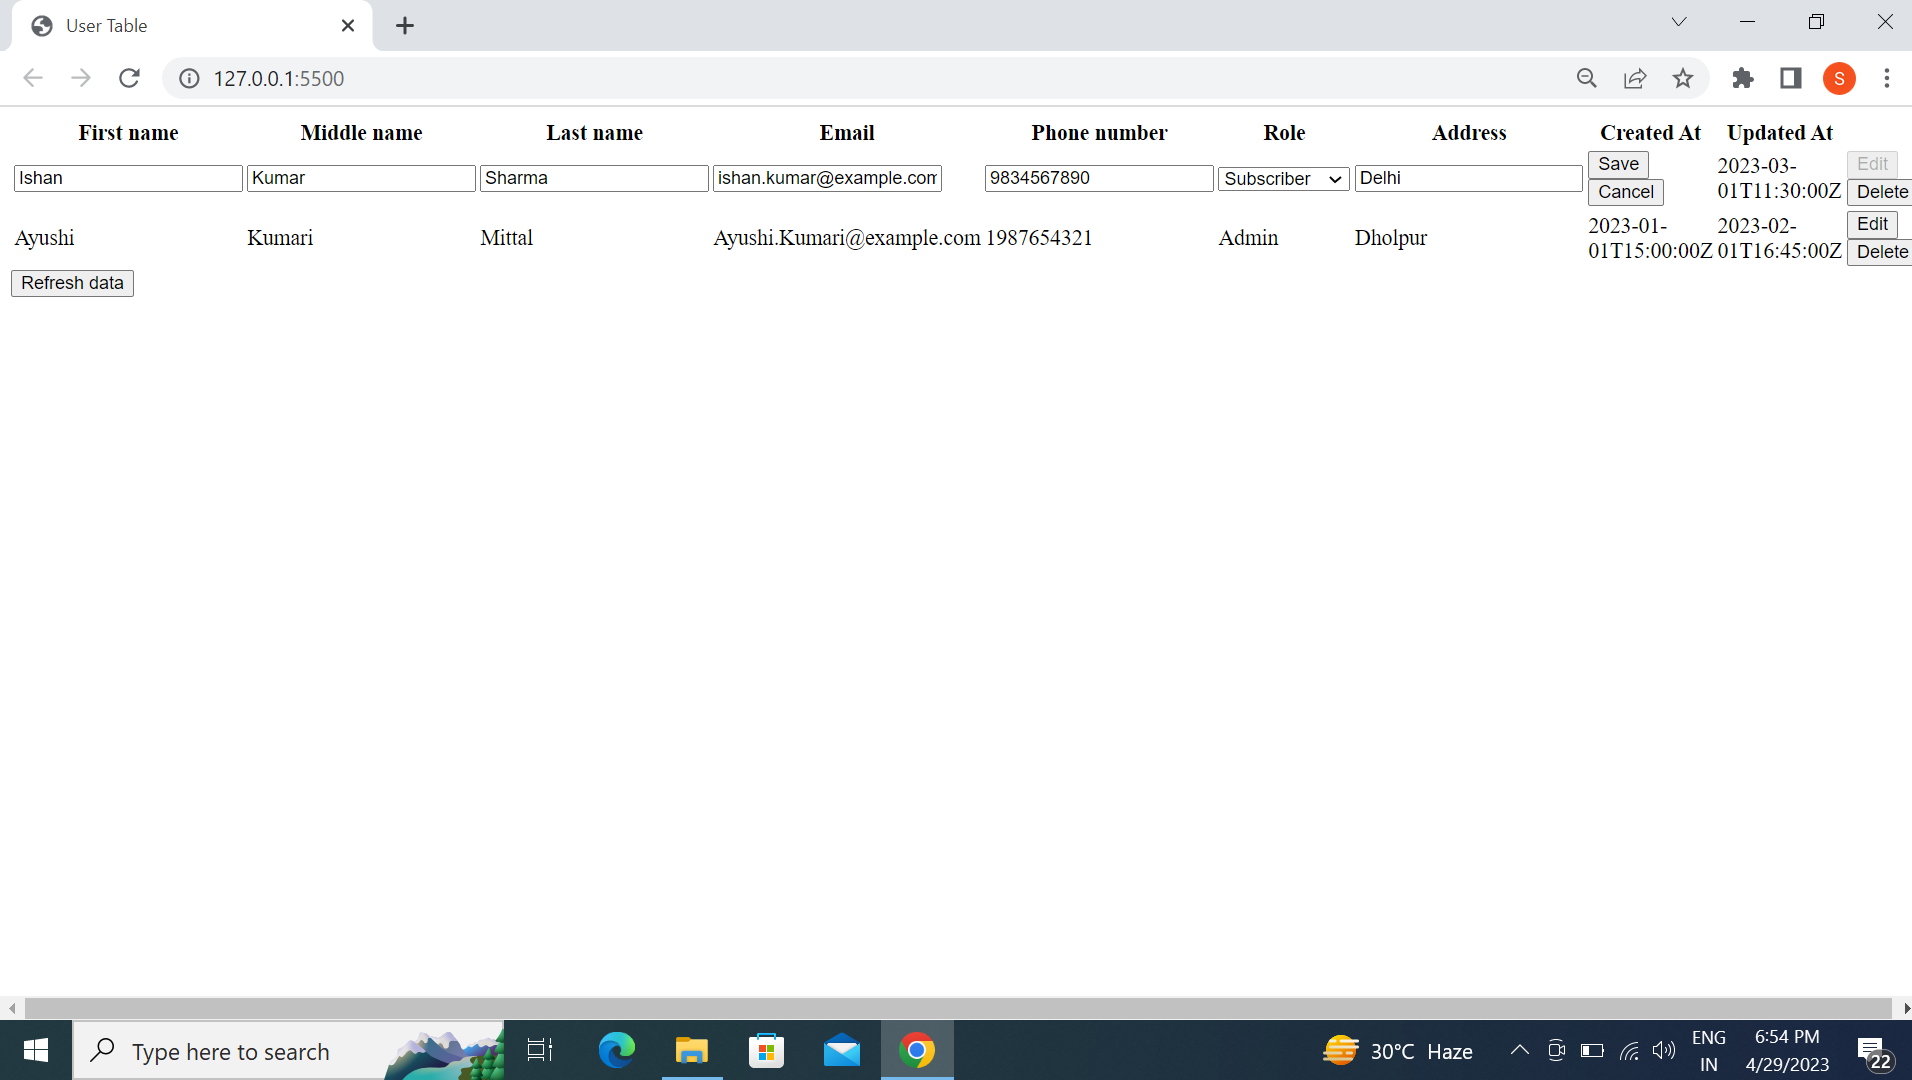 User Table
127.0.0.1:5500
S
First name Middle name Last name Email Phone number Role Address Created At Updated At
Ishan Kumar Sharma ishan.kumar@example.com 9834567890 Subscriber Delhi Save Cancel 2023-03-01T11:30:00Z Edit Delete
Ayushi Kumari Mittal Ayushi.Kumari@example.com 1987654321 Admin Dholpur 2023-01-01T15:00:00Z 2023-02-01T16:45:00Z Edit Delete
Refresh data
Type here to search
30°C Haze
ENG
IN
6:54 PM
4/29/2023
22